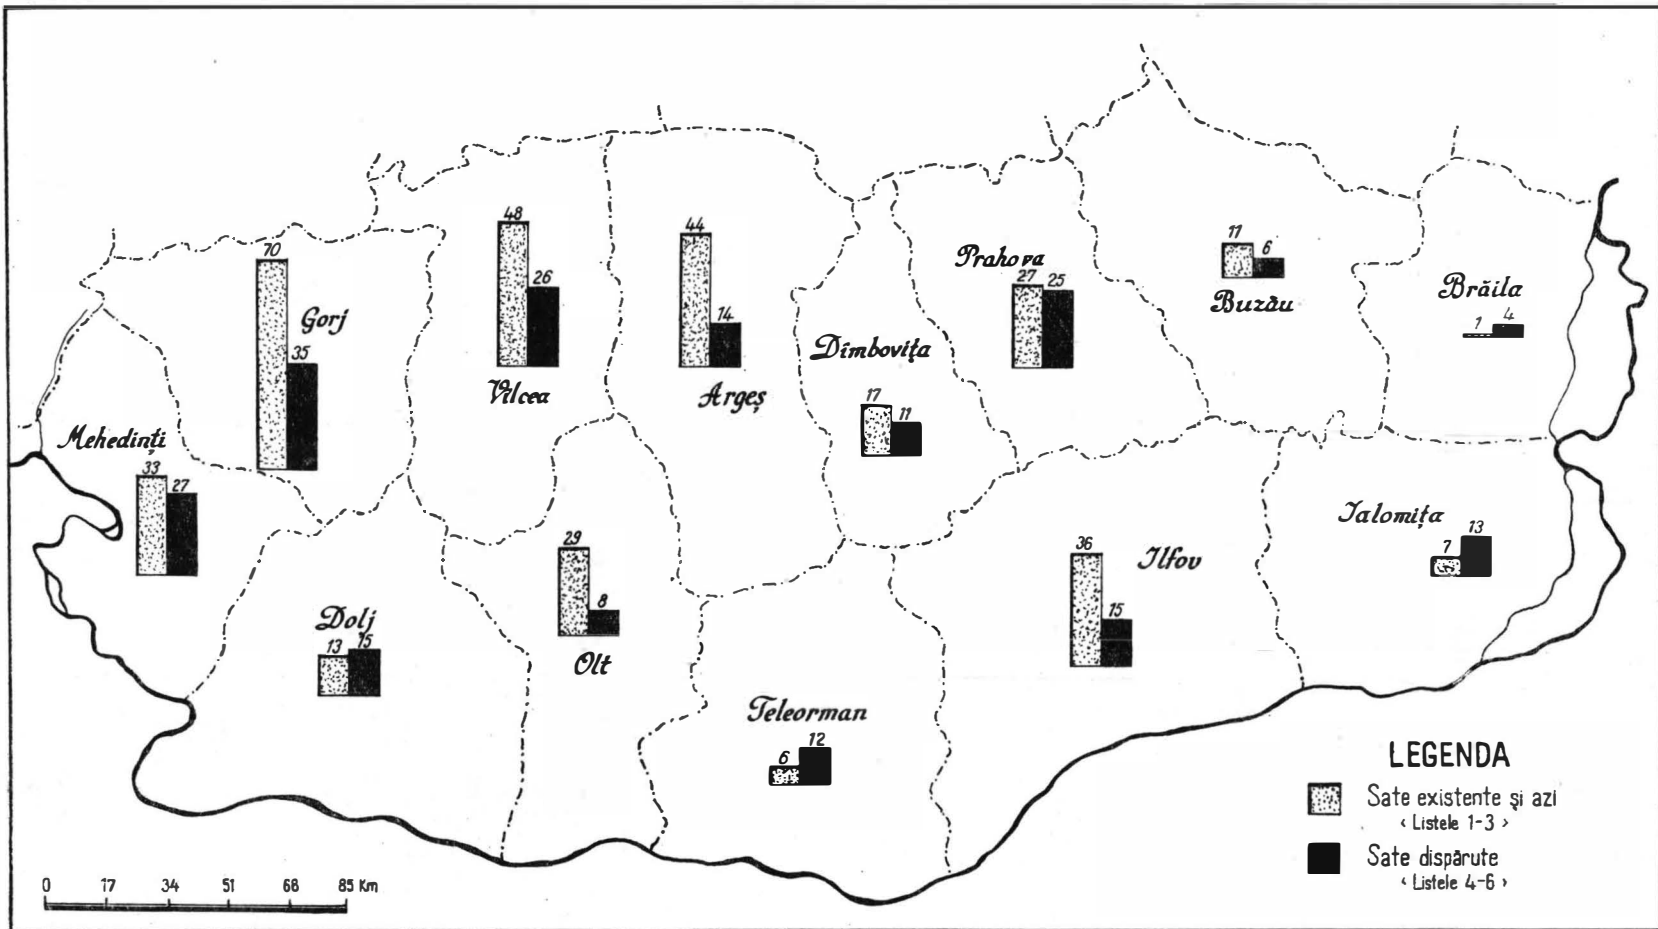 70
Gorj
35
48
26
Vîlcea
44
14
Argeș
Dîmbovița
17
11
Prahova
27
25
11
6
Buzău
Brăila
1
4
Mehedinți
33
27
Dolj
13
15
29
8
Olt
Teleorman
6
12
36
15
Ilfov
Ialomița
7
13
LEGENDA
Sate existente și azi
‹ Listele 1-3 ›
Sate dispărute
‹ Listele 4-6 ›
0 17 34 51 68 85 Km